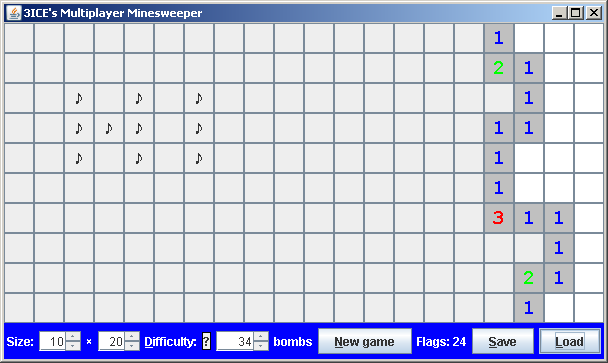 3ICE's Multiplayer Minesweeper
1
2 1
♪ ♪ ♪ 1
♪ ♪ ♪ ♪ 1 1
♪ ♪ ♪ 1
1
3 1 1
1
2 1
1
Size: 10 × 20 Difficulty: ? 34 bombs New game Flags: 24 Save Load